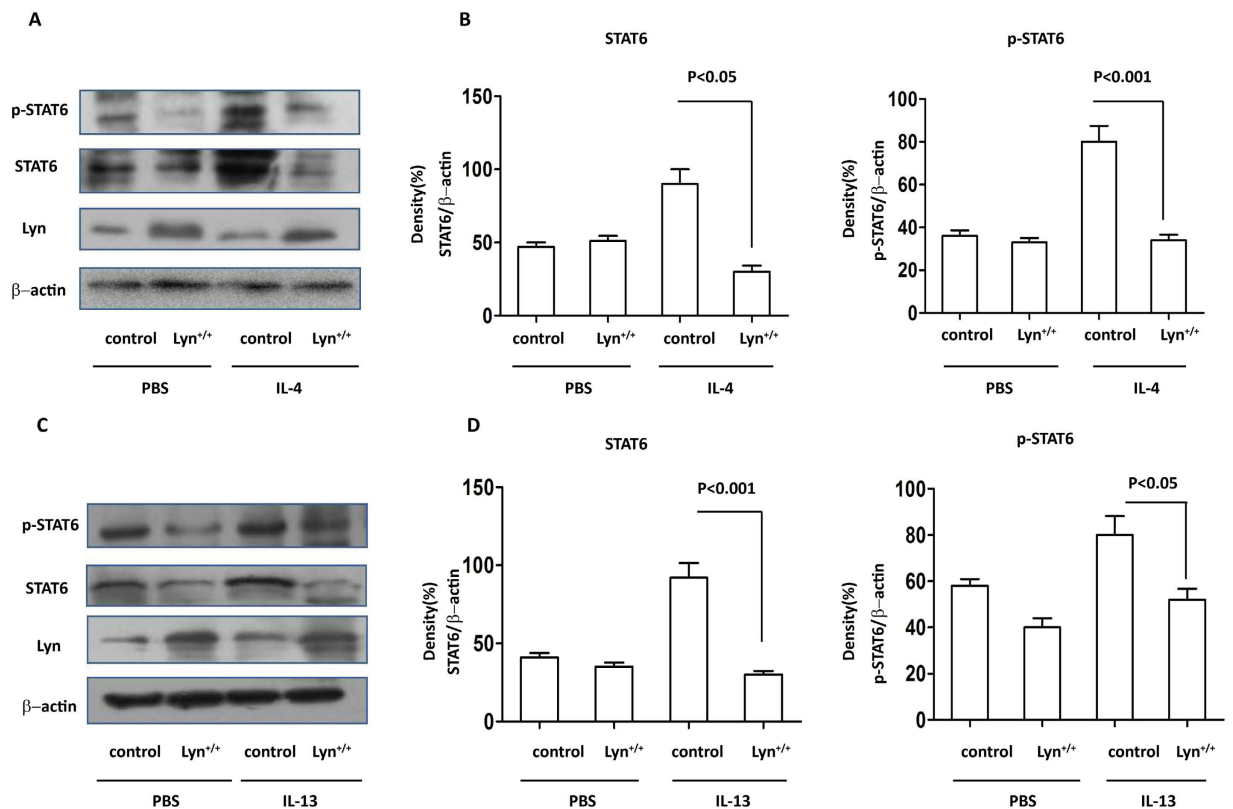 A
p-STAT6
STAT6
Lyn
β−actin
control Lyn+/+ control Lyn+/+
PBS IL-4
B
STAT6
P<0.05
Density(%)
STAT6/β−actin
150
100
50
0
control Lyn+/+ control Lyn+/+
PBS IL-4
p-STAT6
P<0.001
Density(%)
p-STAT6/β−actin
100
80
60
40
20
0
control Lyn+/+ control Lyn+/+
PBS IL-4
C
p-STAT6
STAT6
Lyn
β−actin
control Lyn+/+ control Lyn+/+
PBS IL-13
D
STAT6
P<0.001
Density(%)
STAT6/β−actin
150
100
50
0
control Lyn+/+ control Lyn+/+
PBS IL-13
p-STAT6
P<0.05
Density(%)
p-STAT6/β−actin
100
80
60
40
20
0
control Lyn+/+ control Lyn+/+
PBS IL-13